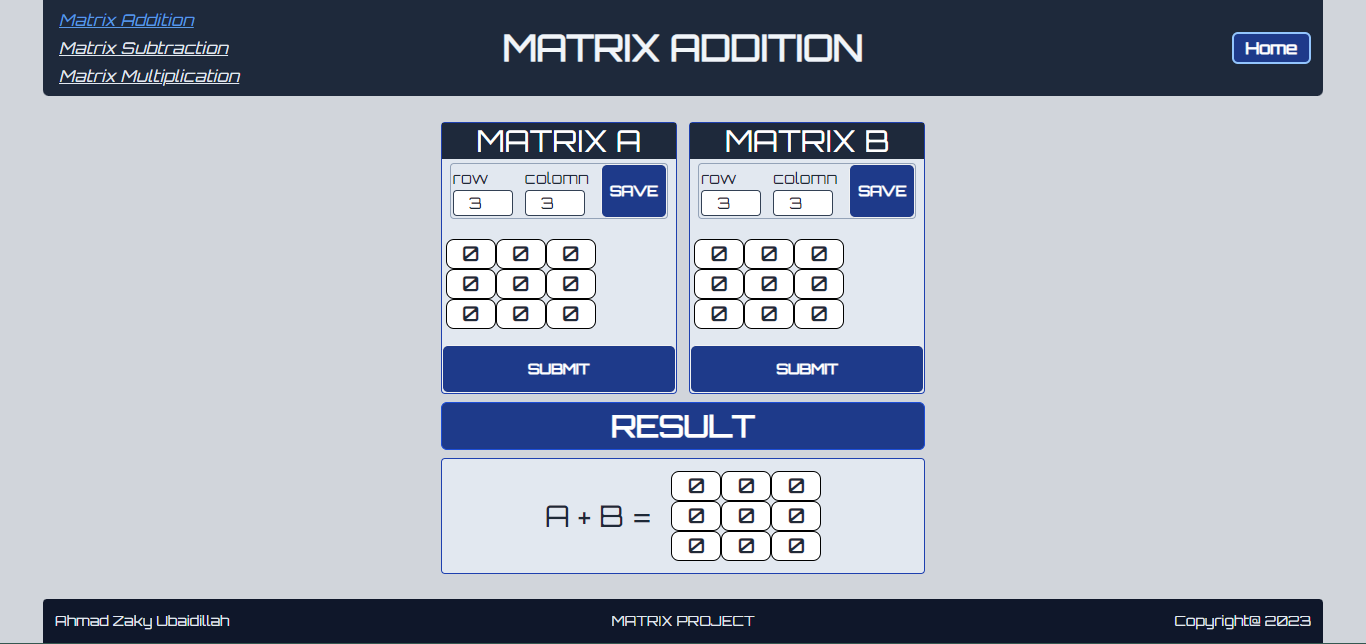 Matrix Addition
Matrix Subtraction
Matrix Multiplication
MATRIX ADDITION
Home
MATRIX A
row colomn
3 3
SAVE
0 0 0
0 0 0
0 0 0
SUBMIT
MATRIX B
row colomn
3 3
SAVE
0 0 0
0 0 0
0 0 0
SUBMIT
RESULT
A + B =
0 0 0
0 0 0
0 0 0
Ahmad Zaky Ubaidillah
MATRIX PROJECT
Copyright@ 2023